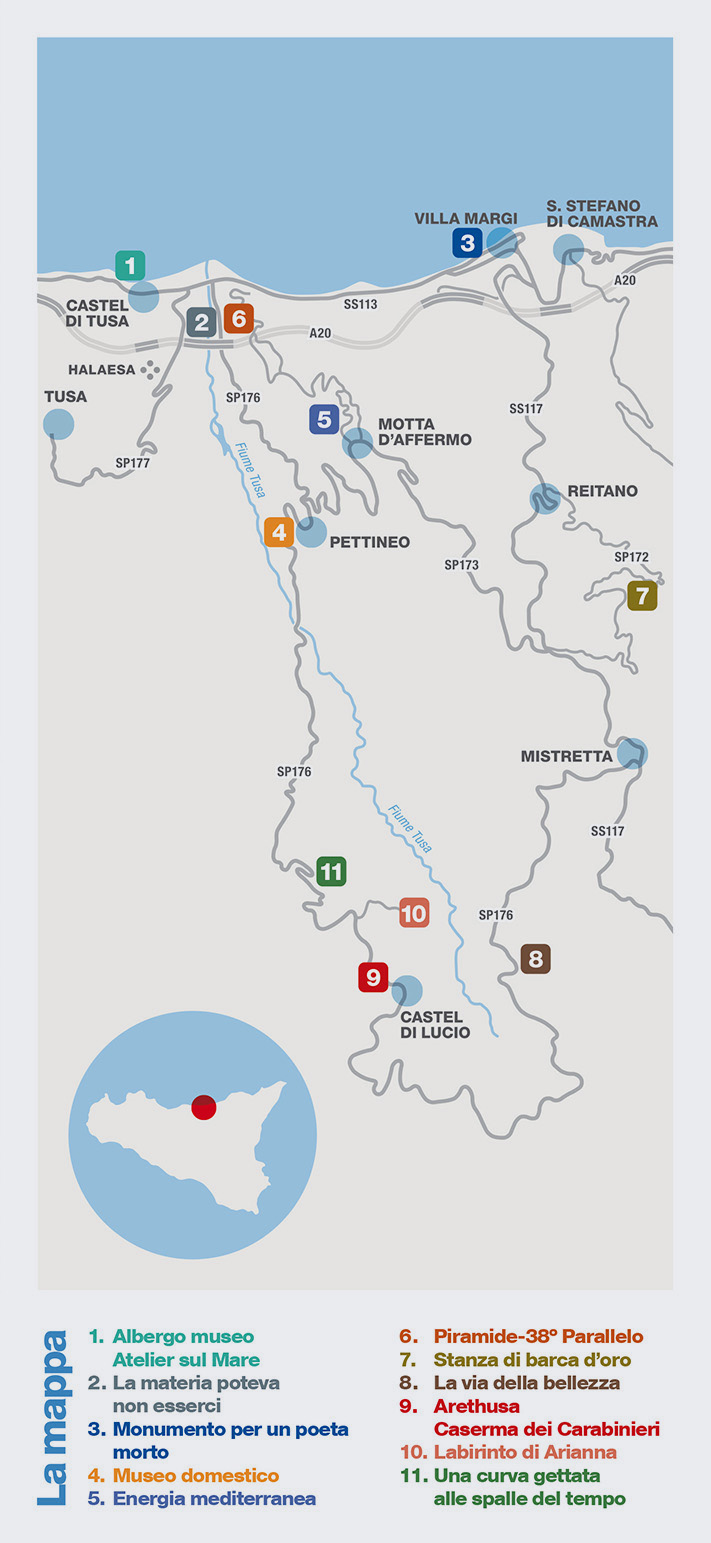 S. STEFANO
DI CAMASTRA
VILLA MARGI
3
1
A20
CASTEL
DI TUSA
SS113
2
6
A20
HALAESA
TUSA
SP176
SS117
5
MOTTA
D'AFFERMO
SP177
Fiume Tusa
REITANO
4
PETTINEO
SP172
SP173
7
MISTRETTA
SP176
Fiume Tusa
SS117
11
10
SP176
8
9
CASTEL
DI LUCIO
La mappa
1. Albergo museo
Atelier sul Mare
2. La materia poteva
non esserci
3. Monumento per un poeta
morto
4. Museo domestico
5. Energia mediterranea
6. Piramide-38º Parallelo
7. Stanza di barca d’oro
8. La via della bellezza
9. Arethusa
Caserma dei Carabinieri
10. Labirinto di Arianna
11. Una curva gettata
alle spalle del tempo